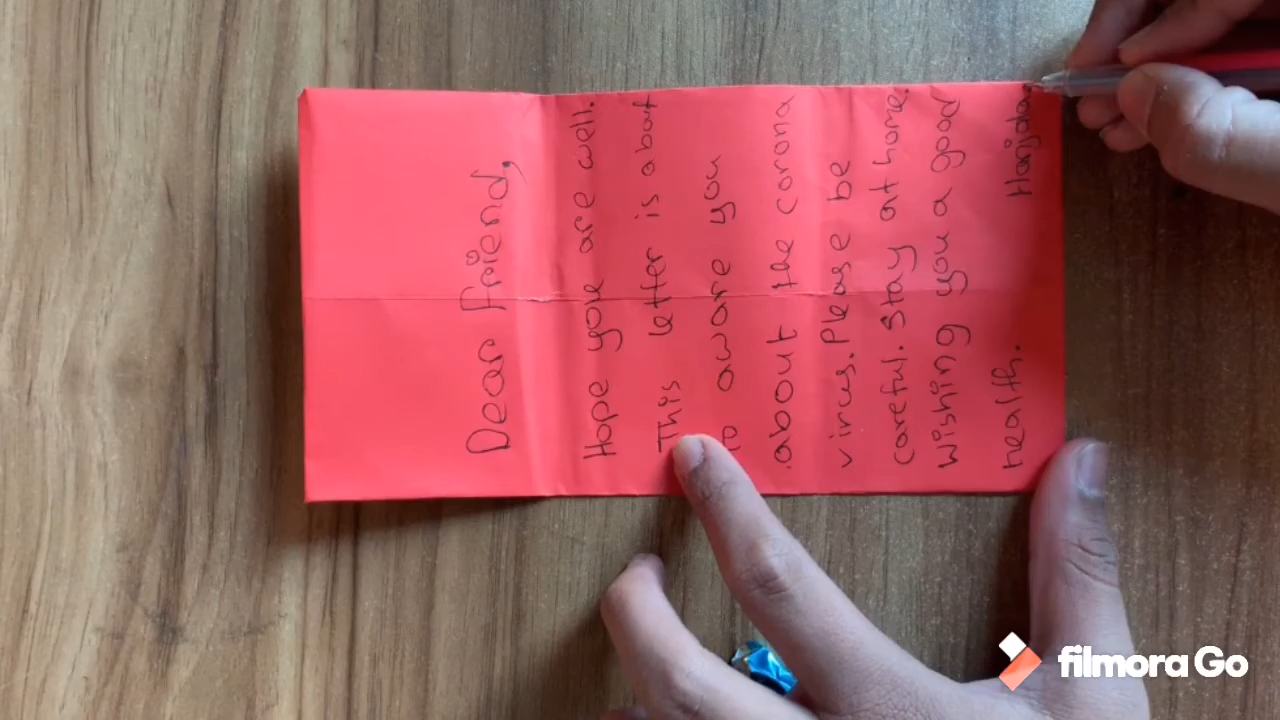 Dear friend,
Hope you are well.
This letter is about
to aware you
about the corona
virus. Please be
careful. Stay at home.
Wishing you a good
health.
filmora Go